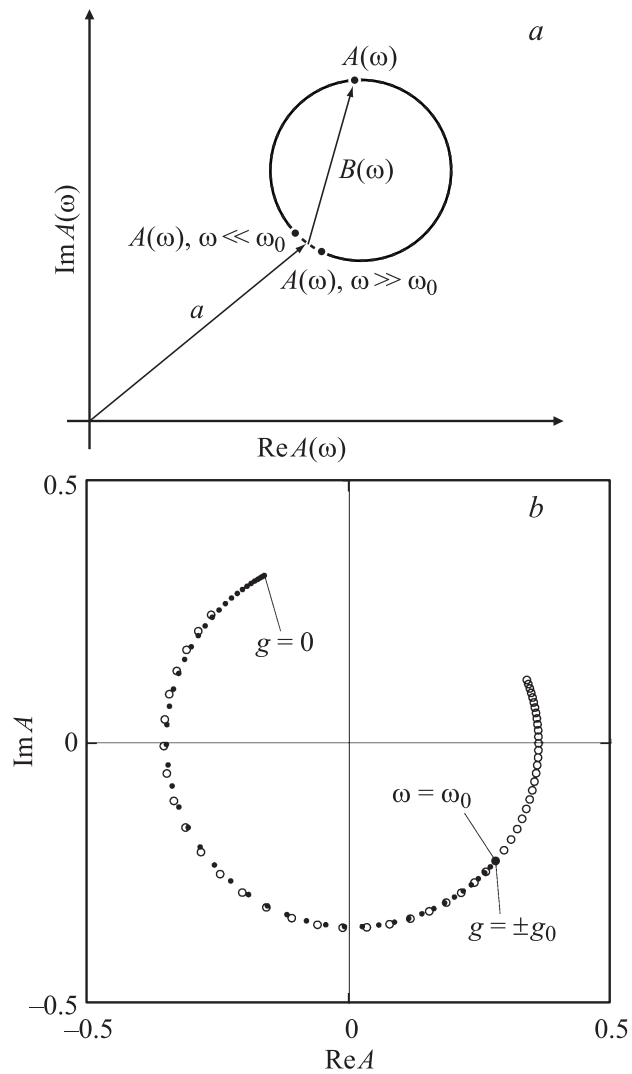 a
A(ω)
B(ω)
A(ω), ω << ω₀
A(ω), ω >> ω₀
a
Im A(ω)
Re A(ω)
b
0.5
g = 0
0
ω = ω₀
g = ±g₀
–0.5
–0.5
0
0.5
Im A
Re A